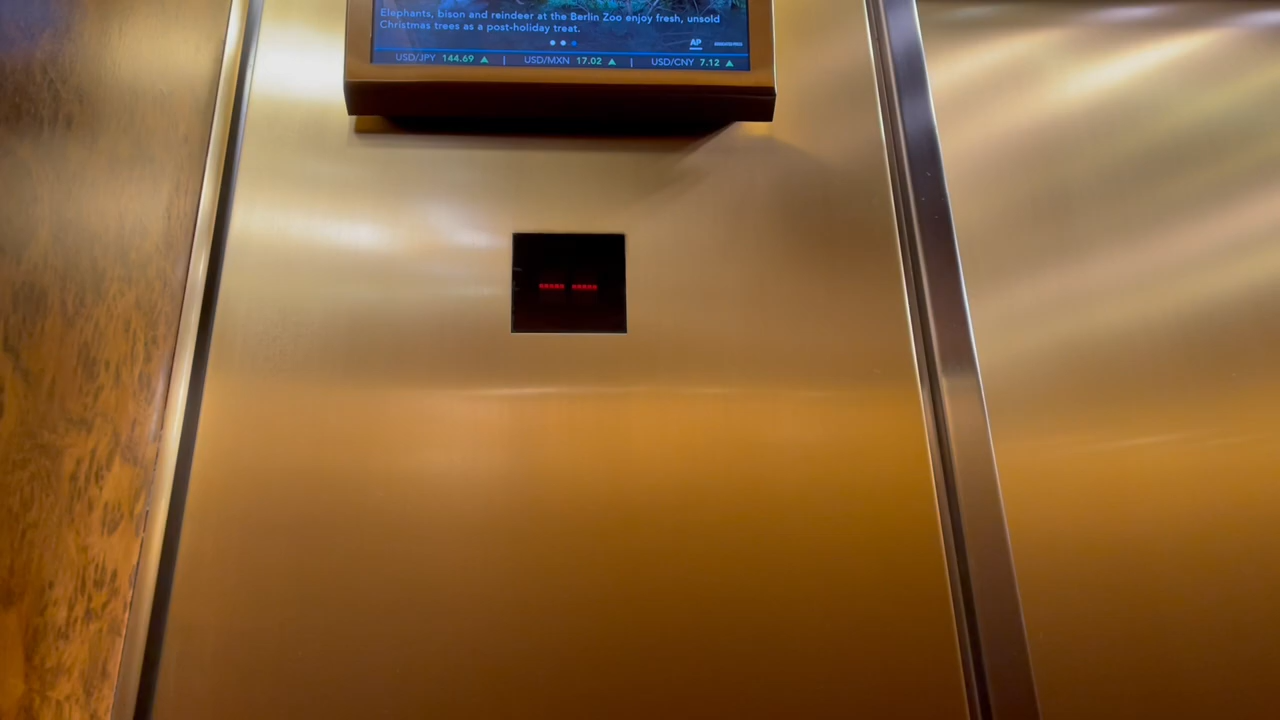 Elephants, bison and reindeer at the Berlin Zoo enjoy fresh, unsold
Christmas trees as a post-holiday treat.
AP
USD/JPY 144.69 ▲ | USD/MXN 17.02 ▲ | USD/CNY 7.12 ▲
--